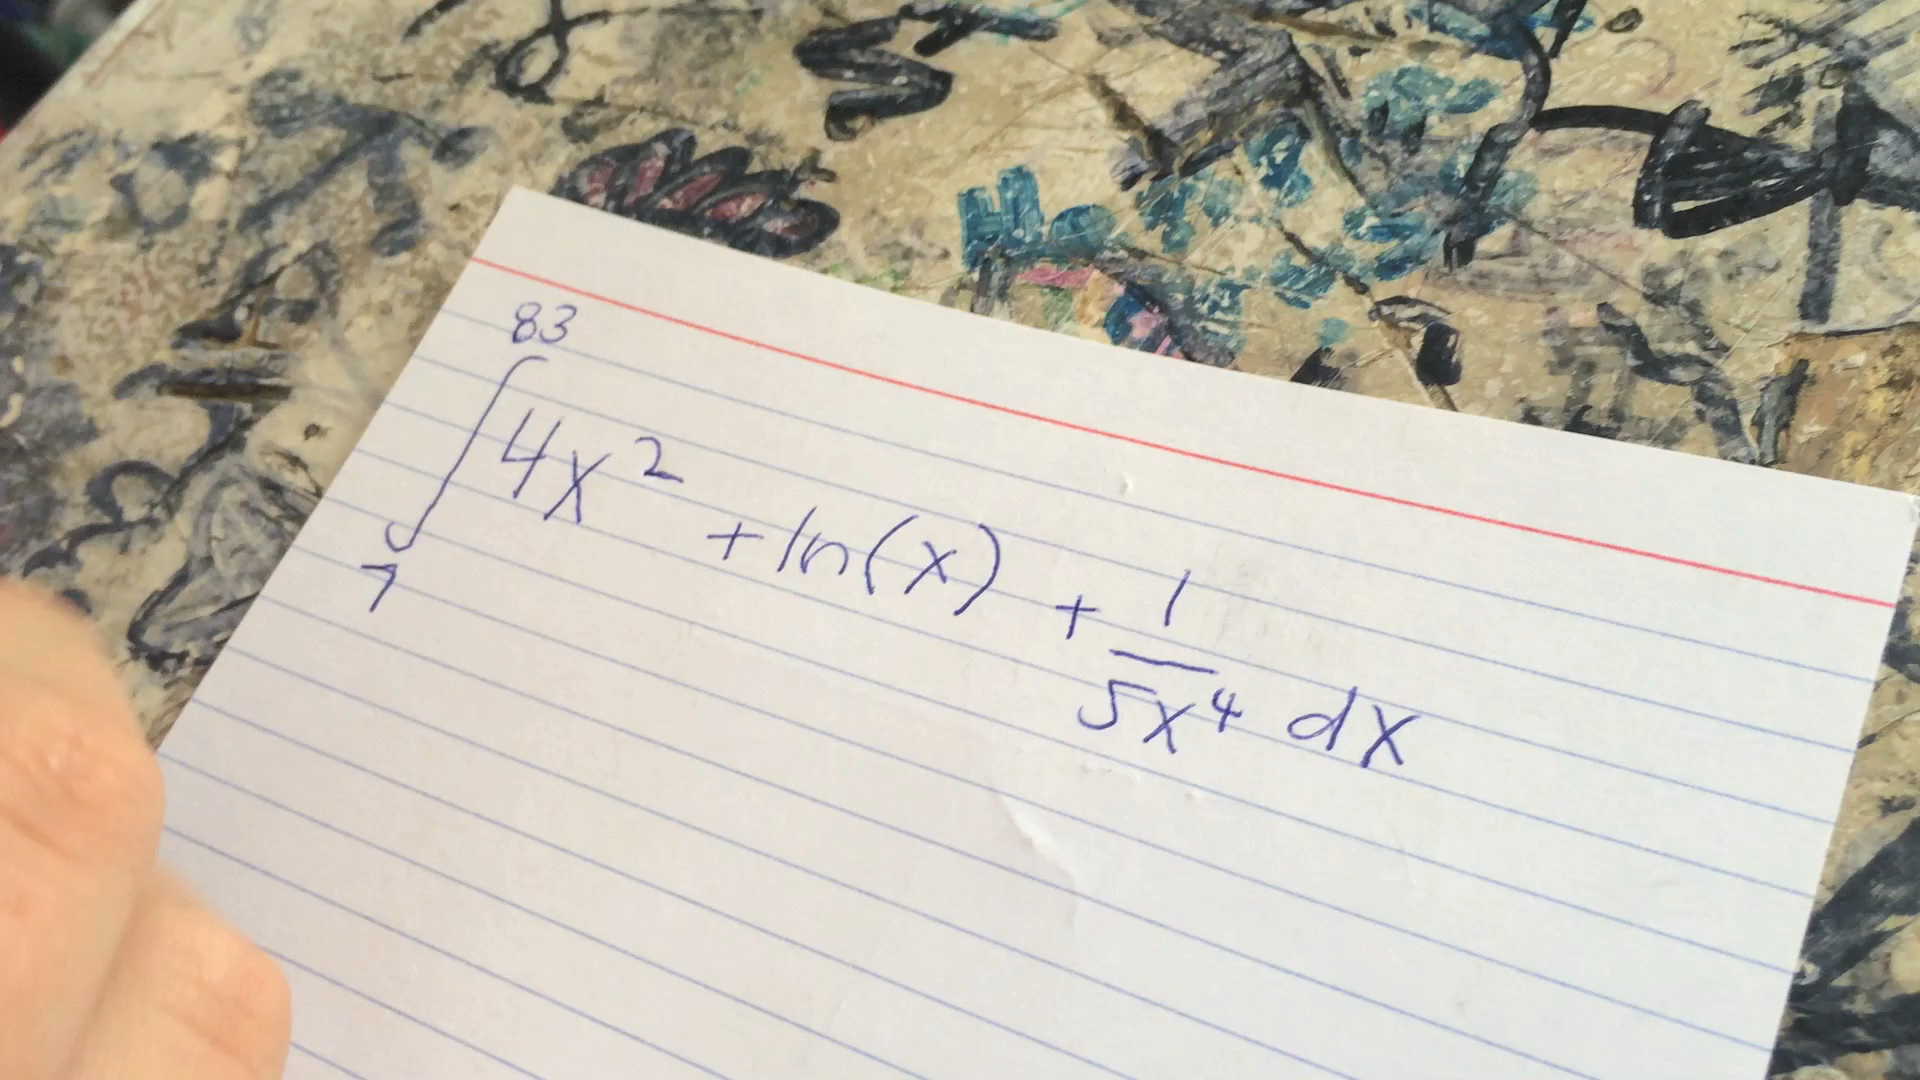 83
∫ 4x² + ln(x) + 1
7
5x⁴ dx